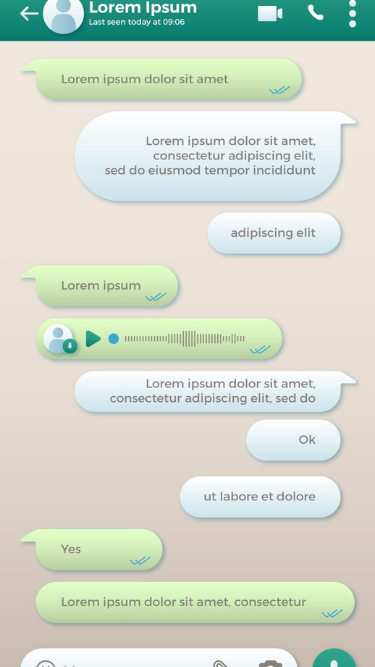 Lorem Ipsum
Last seen today at 09:06
Lorem ipsum dolor sit amet
Lorem ipsum dolor sit amet,
consectetur adipiscing elit,
sed do eiusmod tempor incididunt
adipiscing elit
Lorem ipsum
Lorem ipsum dolor sit amet,
consectetur adipiscing elit, sed do
Ok
ut labore et dolore
Yes
Lorem ipsum dolor sit amet, consectetur